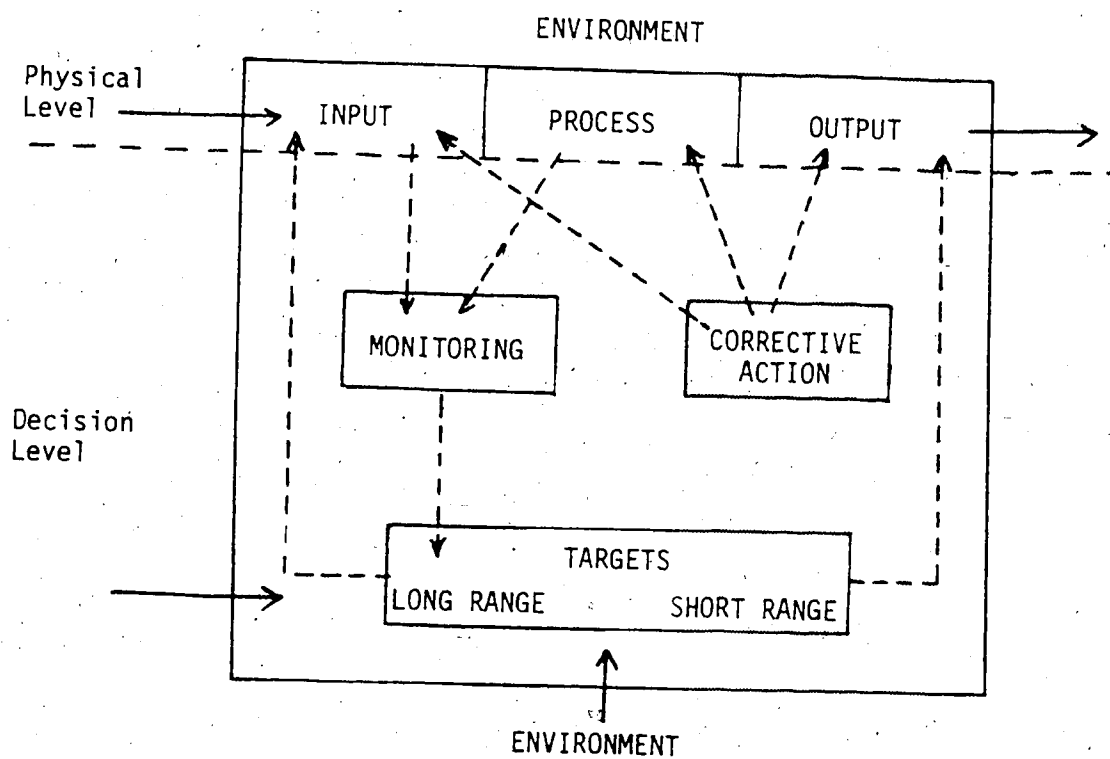 ENVIRONMENT
Physical
Level
INPUT
PROCESS
OUTPUT
MONITORING
CORRECTIVE
ACTION
Decision
Level
TARGETS
LONG RANGE
SHORT RANGE
ENVIRONMENT